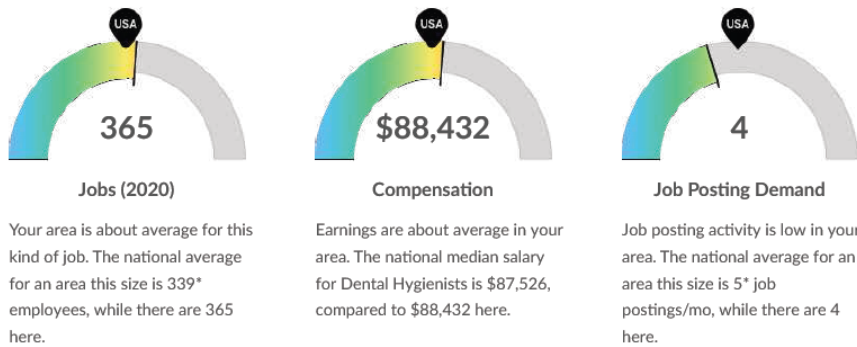 USA
365
Jobs (2020)
Your area is about average for this
kind of job. The national average
for an area this size is 339*
employees, while there are 365
here.
USA
$88,432
Compensation
Earnings are about average in your
area. The national median salary
for Dental Hygienists is $87,526,
compared to $88,432 here.
USA
4
Job Posting Demand
Job posting activity is low in your
area. The national average for an
area this size is 5* job
postings/mo, while there are 4
here.